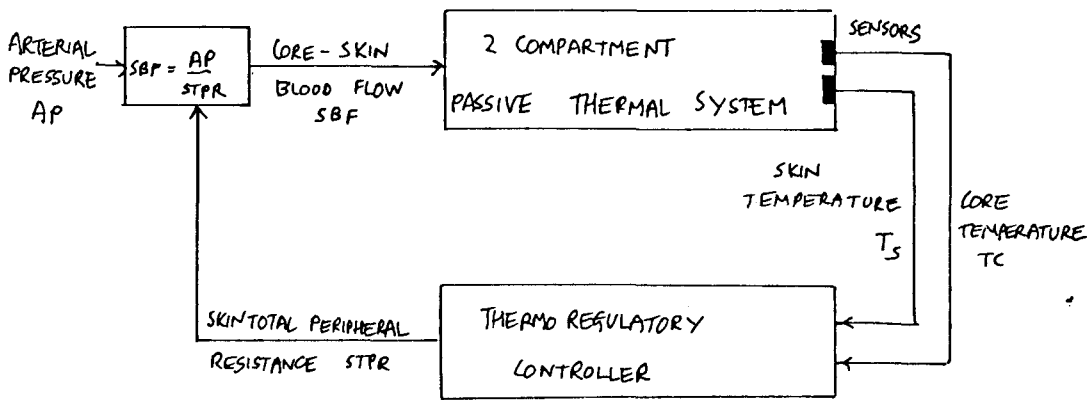 ARTERIAL
PRESSURE
AP
SBF = AP
STPR
CORE - SKIN
BLOOD FLOW
SBF
2 COMPARTMENT
PASSIVE THERMAL SYSTEM
SENSORS
SKIN
TEMPERATURE
Ts
CORE
TEMPERATURE
TC
SKIN TOTAL PERIPHERAL
RESISTANCE STPR
THERMO REGULATORY
CONTROLLER